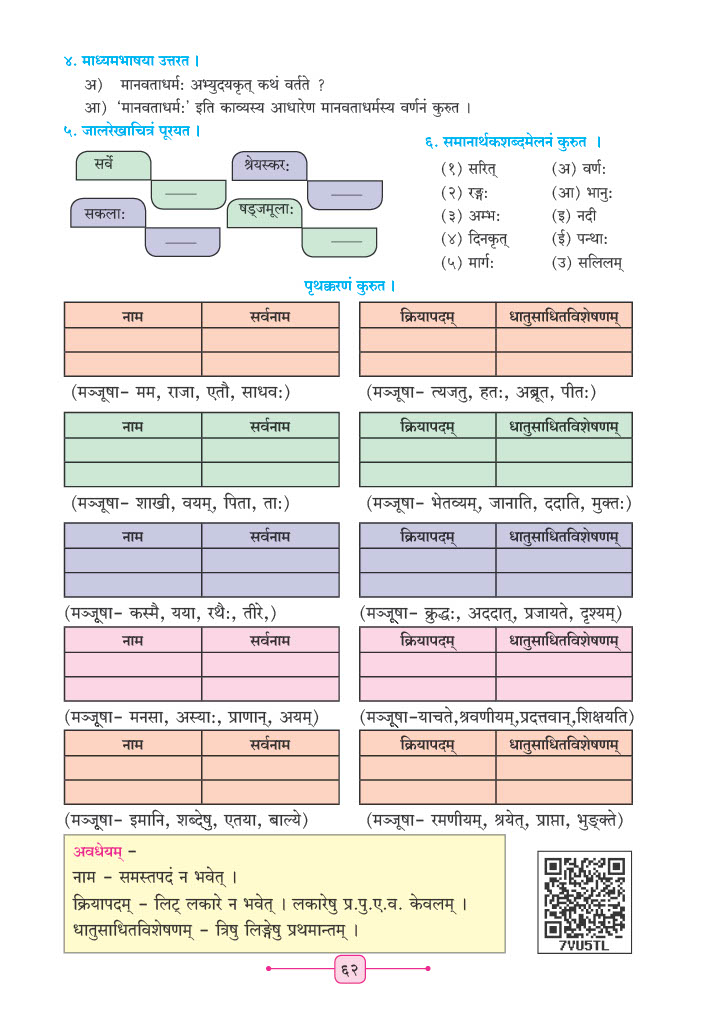 ४. माध्यमभाषया उत्तरत ।
अ) मानवताधर्म: अभ्युदयकृत् कथं वर्तते ?
आ) ‘मानवताधर्म:’ इति काव्यस्य आधारेण मानवताधर्मस्य वर्णनं कुरुत ।
५. जालरेखाचित्रं पूरयत ।
सर्वे
श्रेयस्कर:
सकला:
षड्जमूला:
६. समानार्थकशब्दमेलनं कुरुत ।
(१) सरित् (अ) वर्ण:
(२) रङ्ग: (आ) भानु:
(३) अम्भ: (इ) नदी
(४) दिनकृत् (ई) पन्था:
(५) मार्ग: (उ) सलिलम्
पृथक्करणं कुरुत ।
नाम सर्वनाम क्रियापदम् धातुसाधितविशेषणम्
(मञ्जूषा- मम, राजा, एतौ, साधव:) (मञ्जूषा- त्यजतु, हत:, अब्रूत, पीत:)
नाम सर्वनाम क्रियापदम् धातुसाधितविशेषणम्
(मञ्जूषा- शाखी, वयम्, पिता, ता:) (मञ्जूषा- भेतव्यम्, जानाति, ददाति, मुक्त:)
नाम सर्वनाम क्रियापदम् धातुसाधितविशेषणम्
(मञ्जूषा- कस्मै, यया, रथै:, तीरे,) (मञ्जूषा- क्रुद्ध:, अददात्, प्रजायते, दृश्यम्)
नाम सर्वनाम क्रियापदम् धातुसाधितविशेषणम्
(मञ्जूषा- मनसा, अस्या:, प्राणान्, अयम्) (मञ्जूषा-याचते,श्रवणीयम्,प्रदत्तवान्,शिक्षयति)
नाम सर्वनाम क्रियापदम् धातुसाधितविशेषणम्
(मञ्जूषा- इमानि, शब्देषु, एतया, बाल्ये) (मञ्जूषा- रमणीयम्, श्रयेत्, प्राप्ता, भुङ्क्ते)
अवधेयम् -
नाम - समस्तपदं न भवेत् ।
क्रियापदम् - लिट् लकारे न भवेत् । लकारेषु प्र.पु.ए.व. केवलम् ।
धातुसाधितविशेषणम् - त्रिषु लिङ्गेषु प्रथमान्तम् ।
7VU5TL
६२